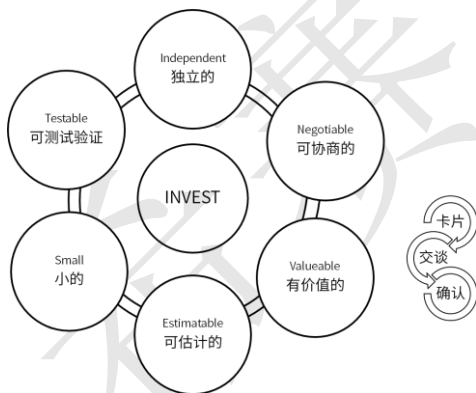 Independent
独立的
Negotiable
可协商的
Valueable
有价值的
Estimatable
可估计的
Small
小的
Testable
可测试验证
INVEST
卡片
交谈
确认